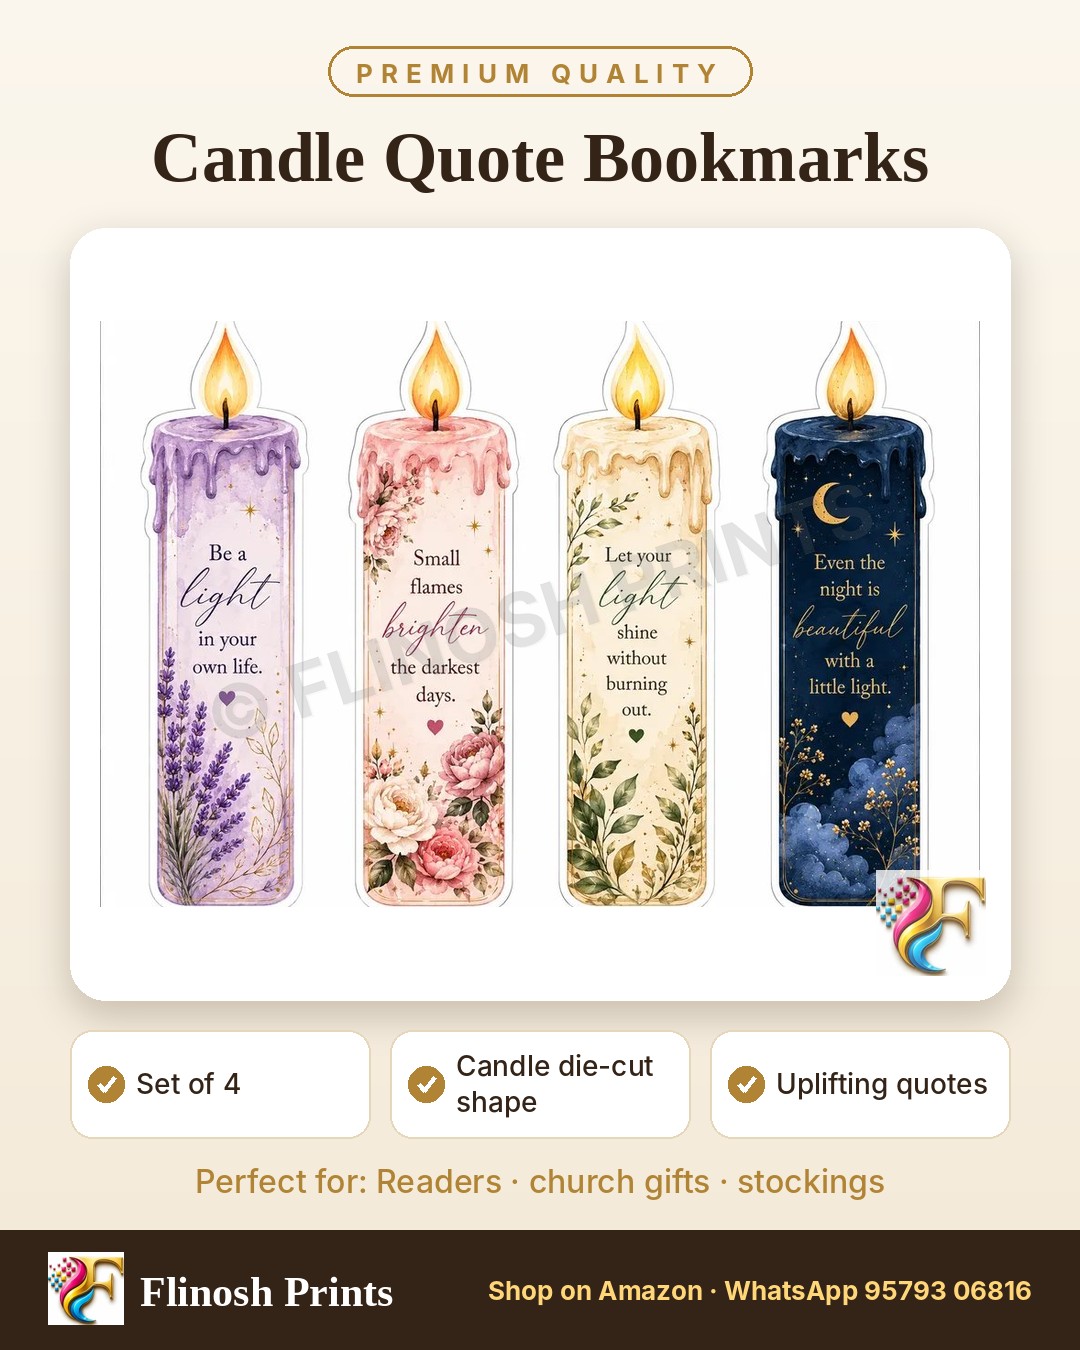 PREMIUM QUALITY
Candle Quote Bookmarks
Be a
light
in your
own life.
Small
flames
brighten
the darkest
days.
Let your
light
shine
without
burning
out.
Even the
night is
beautiful
with a
little light.
© FLINOSH PRINTS
F
Set of 4
Candle die-cut
shape
Uplifting quotes
Perfect for: Readers · church gifts · stockings
F
Flinosh Prints
Shop on Amazon · WhatsApp 95793 06816